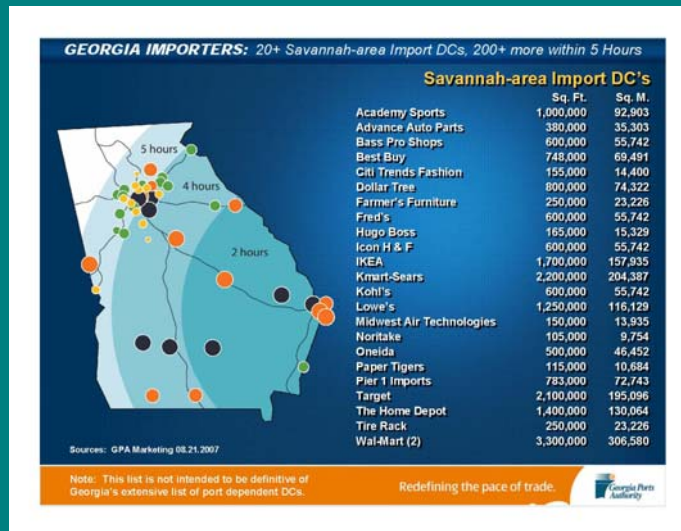 GEORGIA IMPORTERS: 20+ Savannah-area Import DCs, 200+ more within 5 Hours
Savannah-area Import DC's
Sq. Ft. Sq. M.
Academy Sports 1,000,000 92,903
Advance Auto Parts 380,000 35,303
Bass Pro Shops 600,000 55,742
Best Buy 748,000 69,491
Citi Trends Fashion 155,000 14,400
Dollar Tree 800,000 74,322
Farmer's Furniture 250,000 23,226
Fred's 600,000 55,742
Hugo Boss 165,000 15,329
Icon H & F 600,000 55,742
IKEA 1,700,000 157,935
Kmart-Sears 2,200,000 204,387
Kohl's 600,000 55,742
Lowe's 1,250,000 116,129
Midwest Air Technologies 150,000 13,935
Noritake 105,000 9,754
Oneida 500,000 46,452
Paper Tigers 115,000 10,684
Pier 1 Imports 783,000 72,743
Target 2,100,000 195,096
The Home Depot 1,400,000 130,064
Tire Rack 250,000 23,226
Wal-Mart (2) 3,300,000 306,580
5 hours
4 hours
2 hours
Sources: GPA Marketing 08.21.2007
Note: This list is not intended to be definitive of
Georgia's extensive list of port dependent DCs.
Redefining the pace of trade.
Georgia Ports
Authority